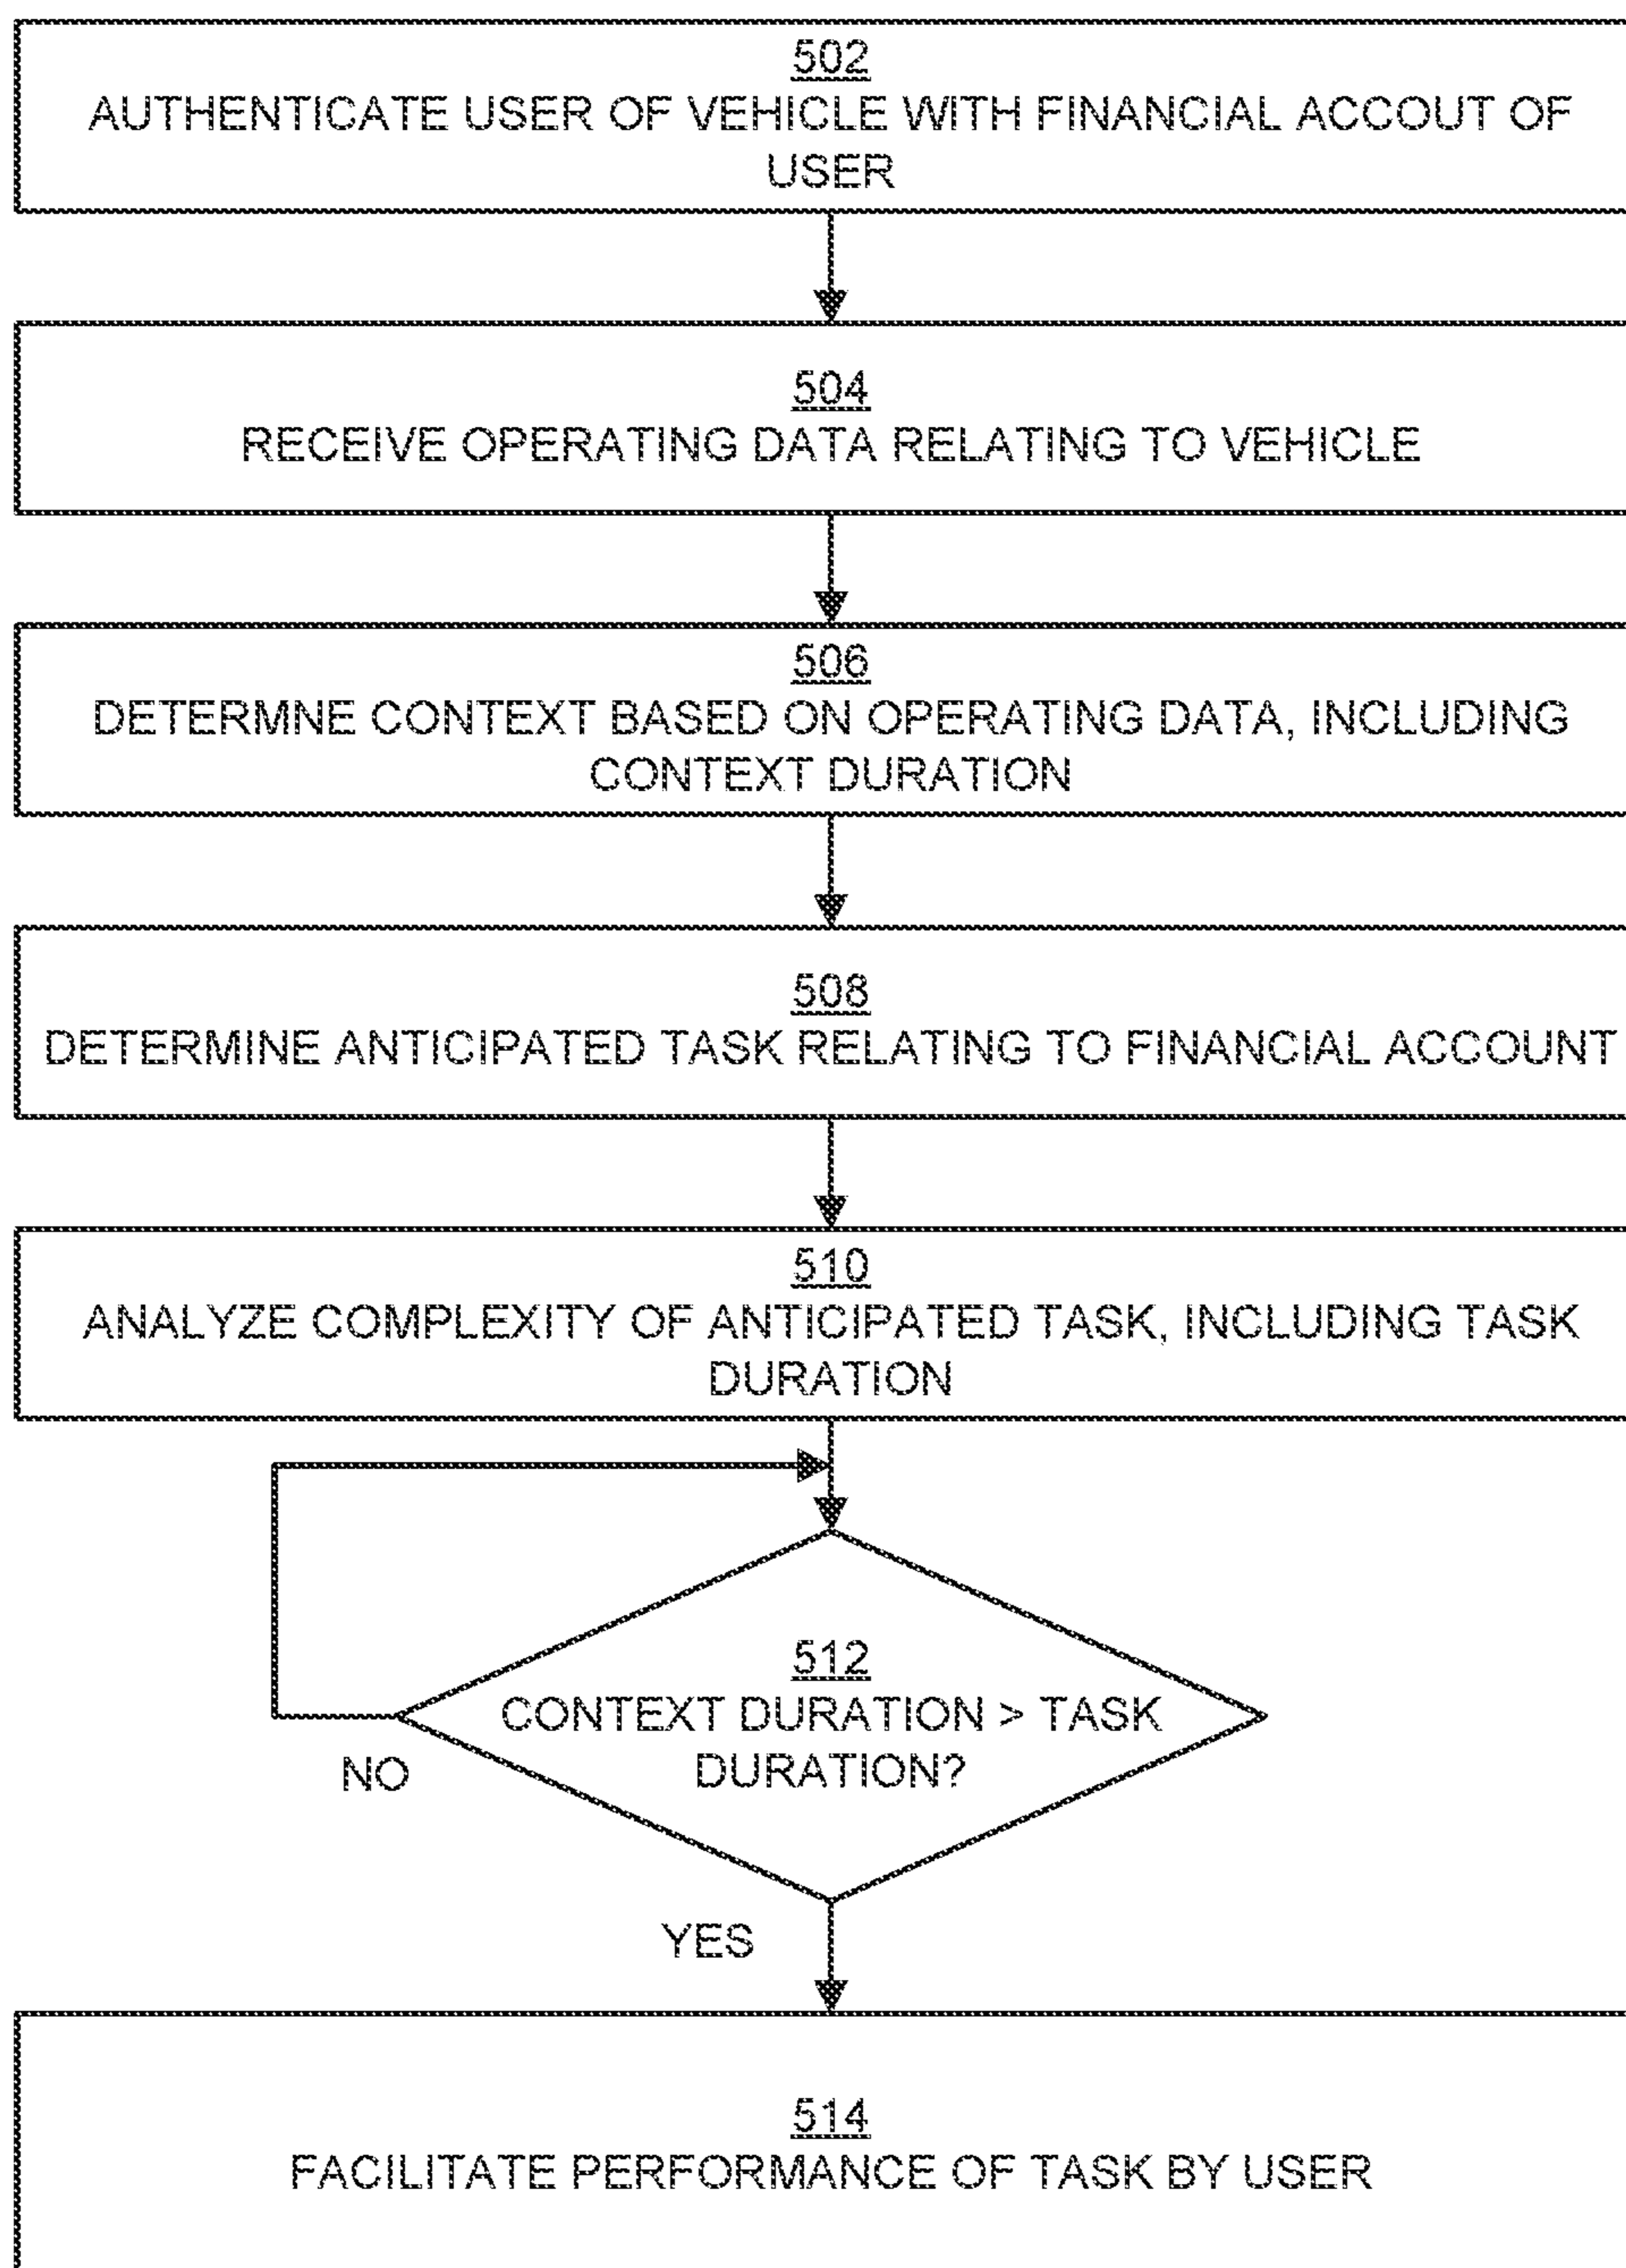 502
AUTHENTICATE USER OF VEHICLE WITH FINANCIAL ACCOUT OF
USER
504
RECEIVE OPERATING DATA RELATING TO VEHICLE
506
DETERMNE CONTEXT BASED ON OPERATING DATA, INCLUDING
CONTEXT DURATION
508
DETERMINE ANTICIPATED TASK RELATING TO FINANCIAL ACCOUNT
510
ANALYZE COMPLEXITY OF ANTICIPATED TASK, INCLUDING TASK
DURATION
512
CONTEXT DURATION > TASK
DURATION?
NO
YES
514
FACILITATE PERFORMANCE OF TASK BY USER